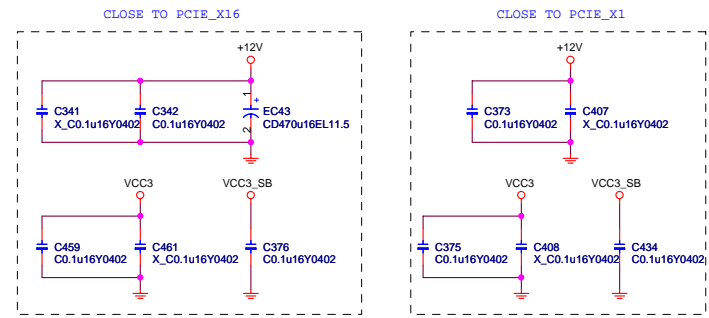 CLOSE TO PCIE_X16
CLOSE TO PCIE_X1
+12V
+12V
1
+
C341
X_C0.1u16Y0402
C342
C0.1u16Y0402
EC43
CD470u16EL11.5
2
C373
C0.1u16Y0402
C407
X_C0.1u16Y0402
VCC3
VCC3_SB
VCC3
VCC3_SB
C459
C0.1u16Y0402
C461
X_C0.1u16Y0402
C376
C0.1u16Y0402
C375
C0.1u16Y0402
C408
X_C0.1u16Y0402
C434
C0.1u16Y0402